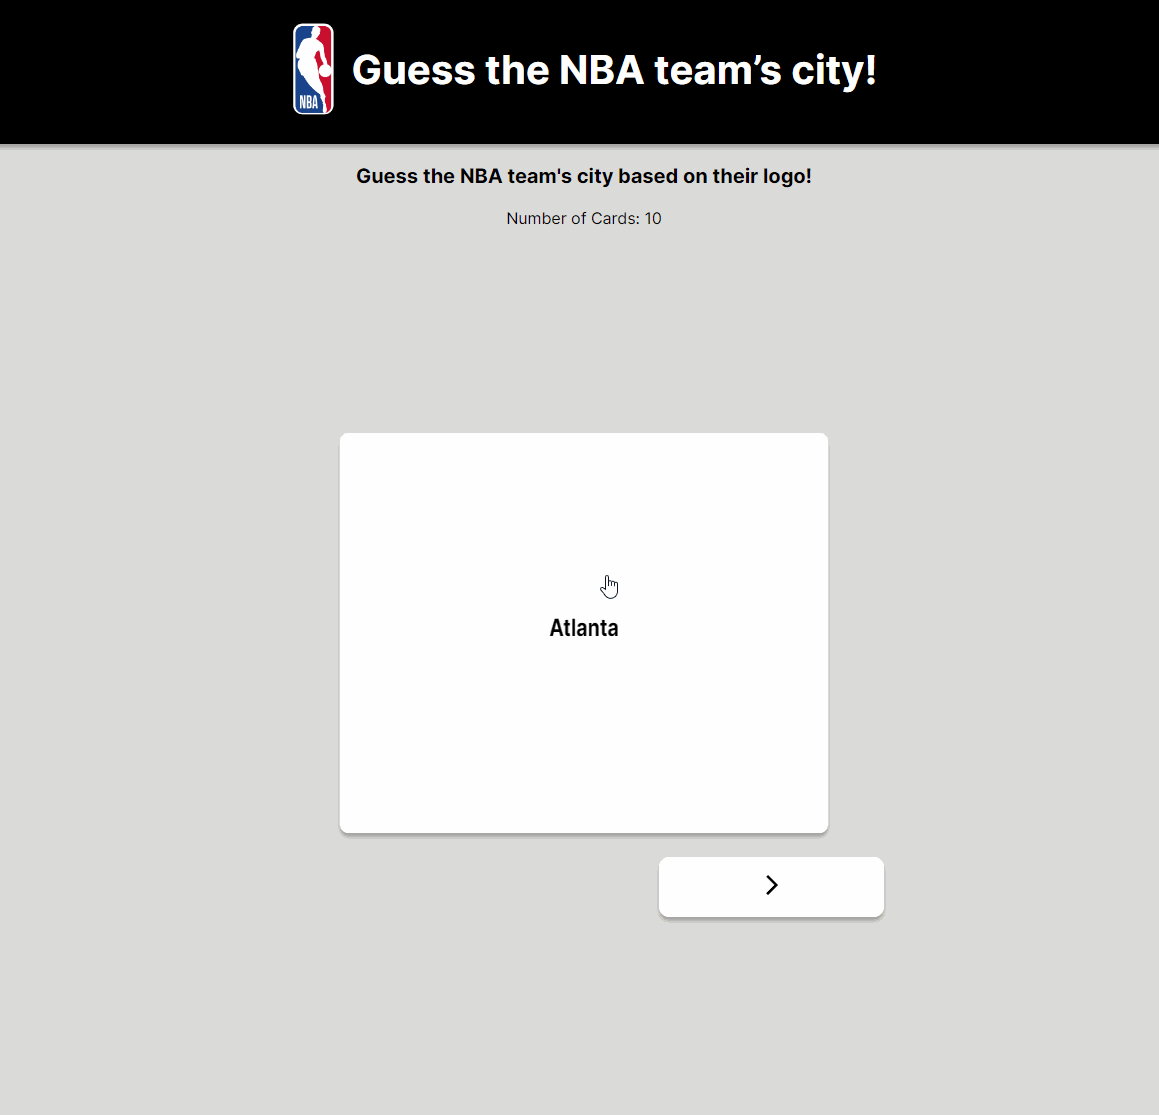 NBA
Guess the NBA team’s city!
Guess the NBA team's city based on their logo!
Number of Cards: 10
Atlanta